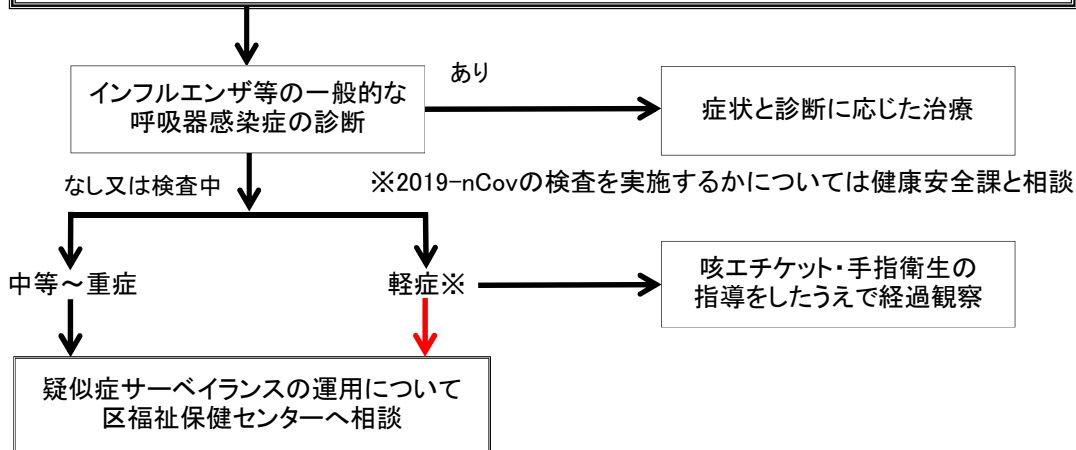 インフルエンザ等の一般的な
呼吸器感染症の診断
あり
症状と診断に応じた治療
なし又は検査中
※2019-nCovの検査を実施するかについては健康安全課と相談
中等～重症
軽症※
咳エチケット・手指衛生の
指導をしたうえで経過観察
疑似症サーベイランスの運用について
区福祉保健センターへ相談